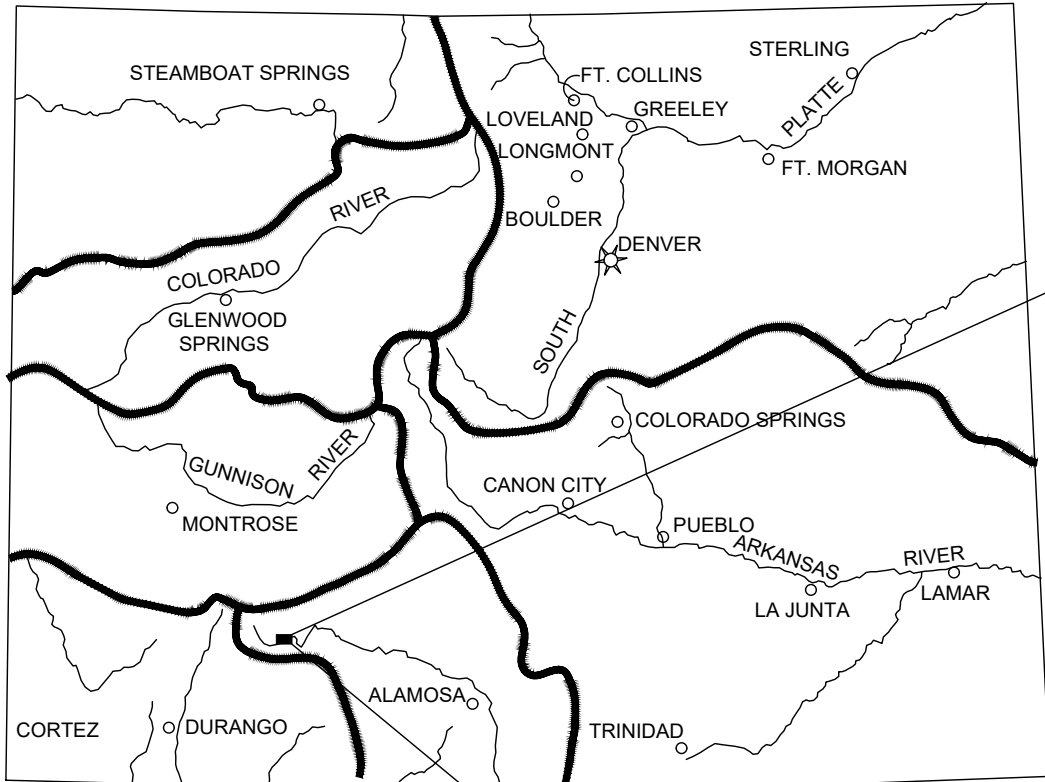 STERLING
STEAMBOAT SPRINGS
FT. COLLINS
PLATTE
GREELEY
LOVELAND
LONGMONT
FT. MORGAN
RIVER
BOULDER
DENVER
COLORADO
GLENWOOD
SPRINGS
SOUTH
COLORADO SPRINGS
RIVER
GUNNISON
CANON CITY
MONTROSE
PUEBLO
ARKANSAS
RIVER
LAMAR
LA JUNTA
ALAMOSA
CORTEZ
DURANGO
TRINIDAD